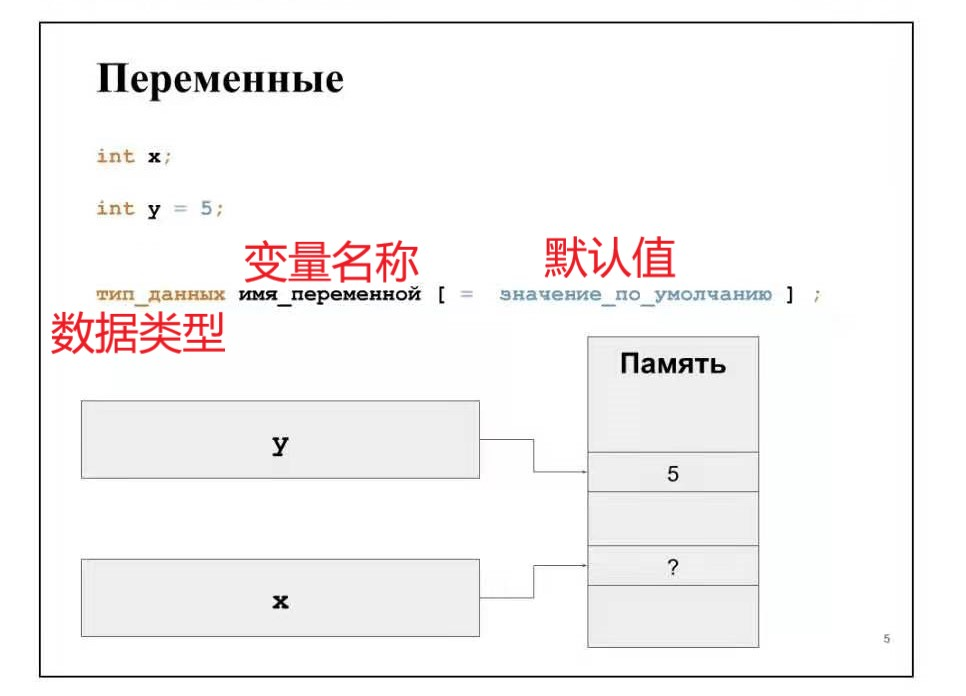 Переменные
int x;
int y = 5;
变量名称 默认值
тип_данных имя_переменной [ = значение_по_умолчанию ] ;
数据类型
Память
y
5
?
x
5